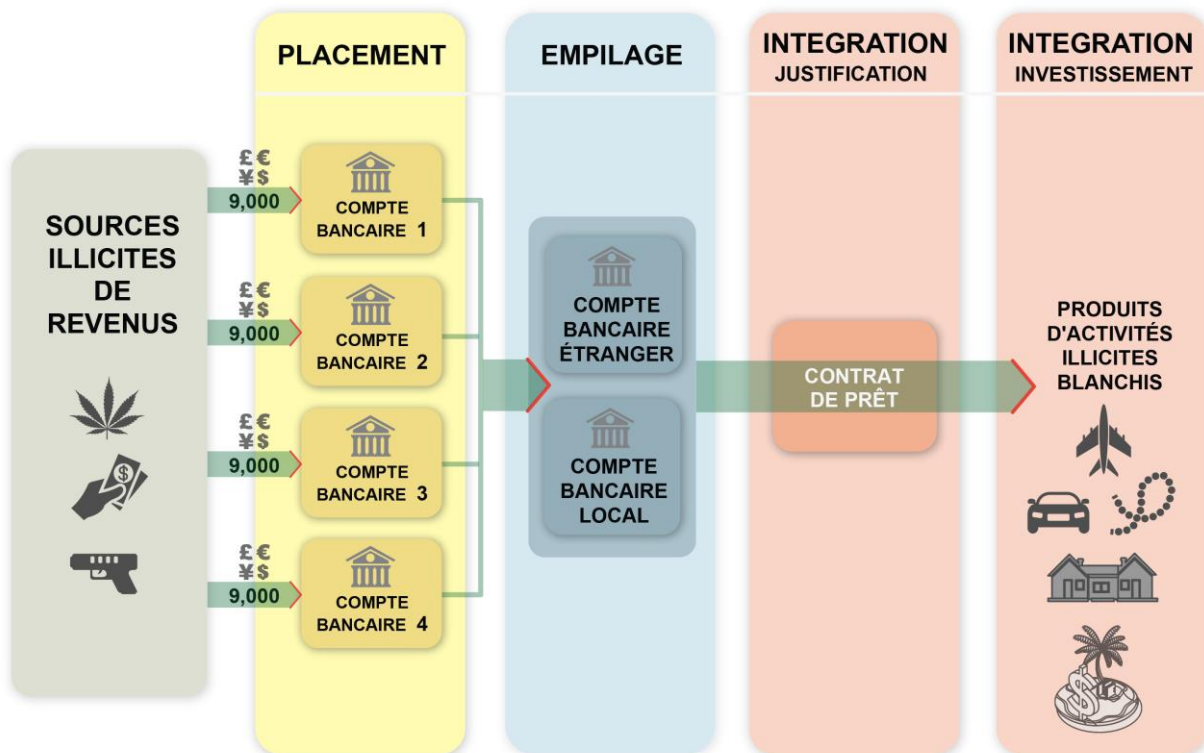 PLACEMENT
EMPILAGE
INTEGRATION
JUSTIFICATION
INTEGRATION
INVESTISSEMENT
SOURCES
ILLICITES
DE
REVENUS
£ €
¥ $
9,000
COMPTE
BANCAIRE 1
£ €
¥ $
9,000
COMPTE
BANCAIRE 2
£ €
¥ $
9,000
COMPTE
BANCAIRE 3
£ €
¥ $
9,000
COMPTE
BANCAIRE 4
COMPTE
BANCAIRE
ÉTRANGER
COMPTE
BANCAIRE
LOCAL
CONTRAT
DE PRÊT
PRODUITS
D'ACTIVITÉS
ILLICITES
BLANCHIS